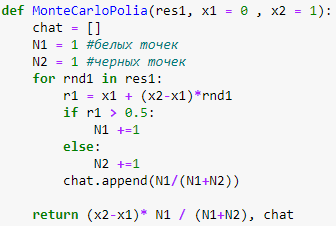 def MonteCarloPolia(res1, x1 = 0 , x2 = 1):
    chat = []
    N1 = 1 #белых точек
    N2 = 1 #черных точек
    for rnd1 in res1:
        r1 = x1 + (x2-x1)*rnd1
        if r1 > 0.5:
            N1 +=1
        else:
            N2 +=1
        chat.append(N1/(N1+N2))

    return (x2-x1)* N1 / (N1+N2), chat